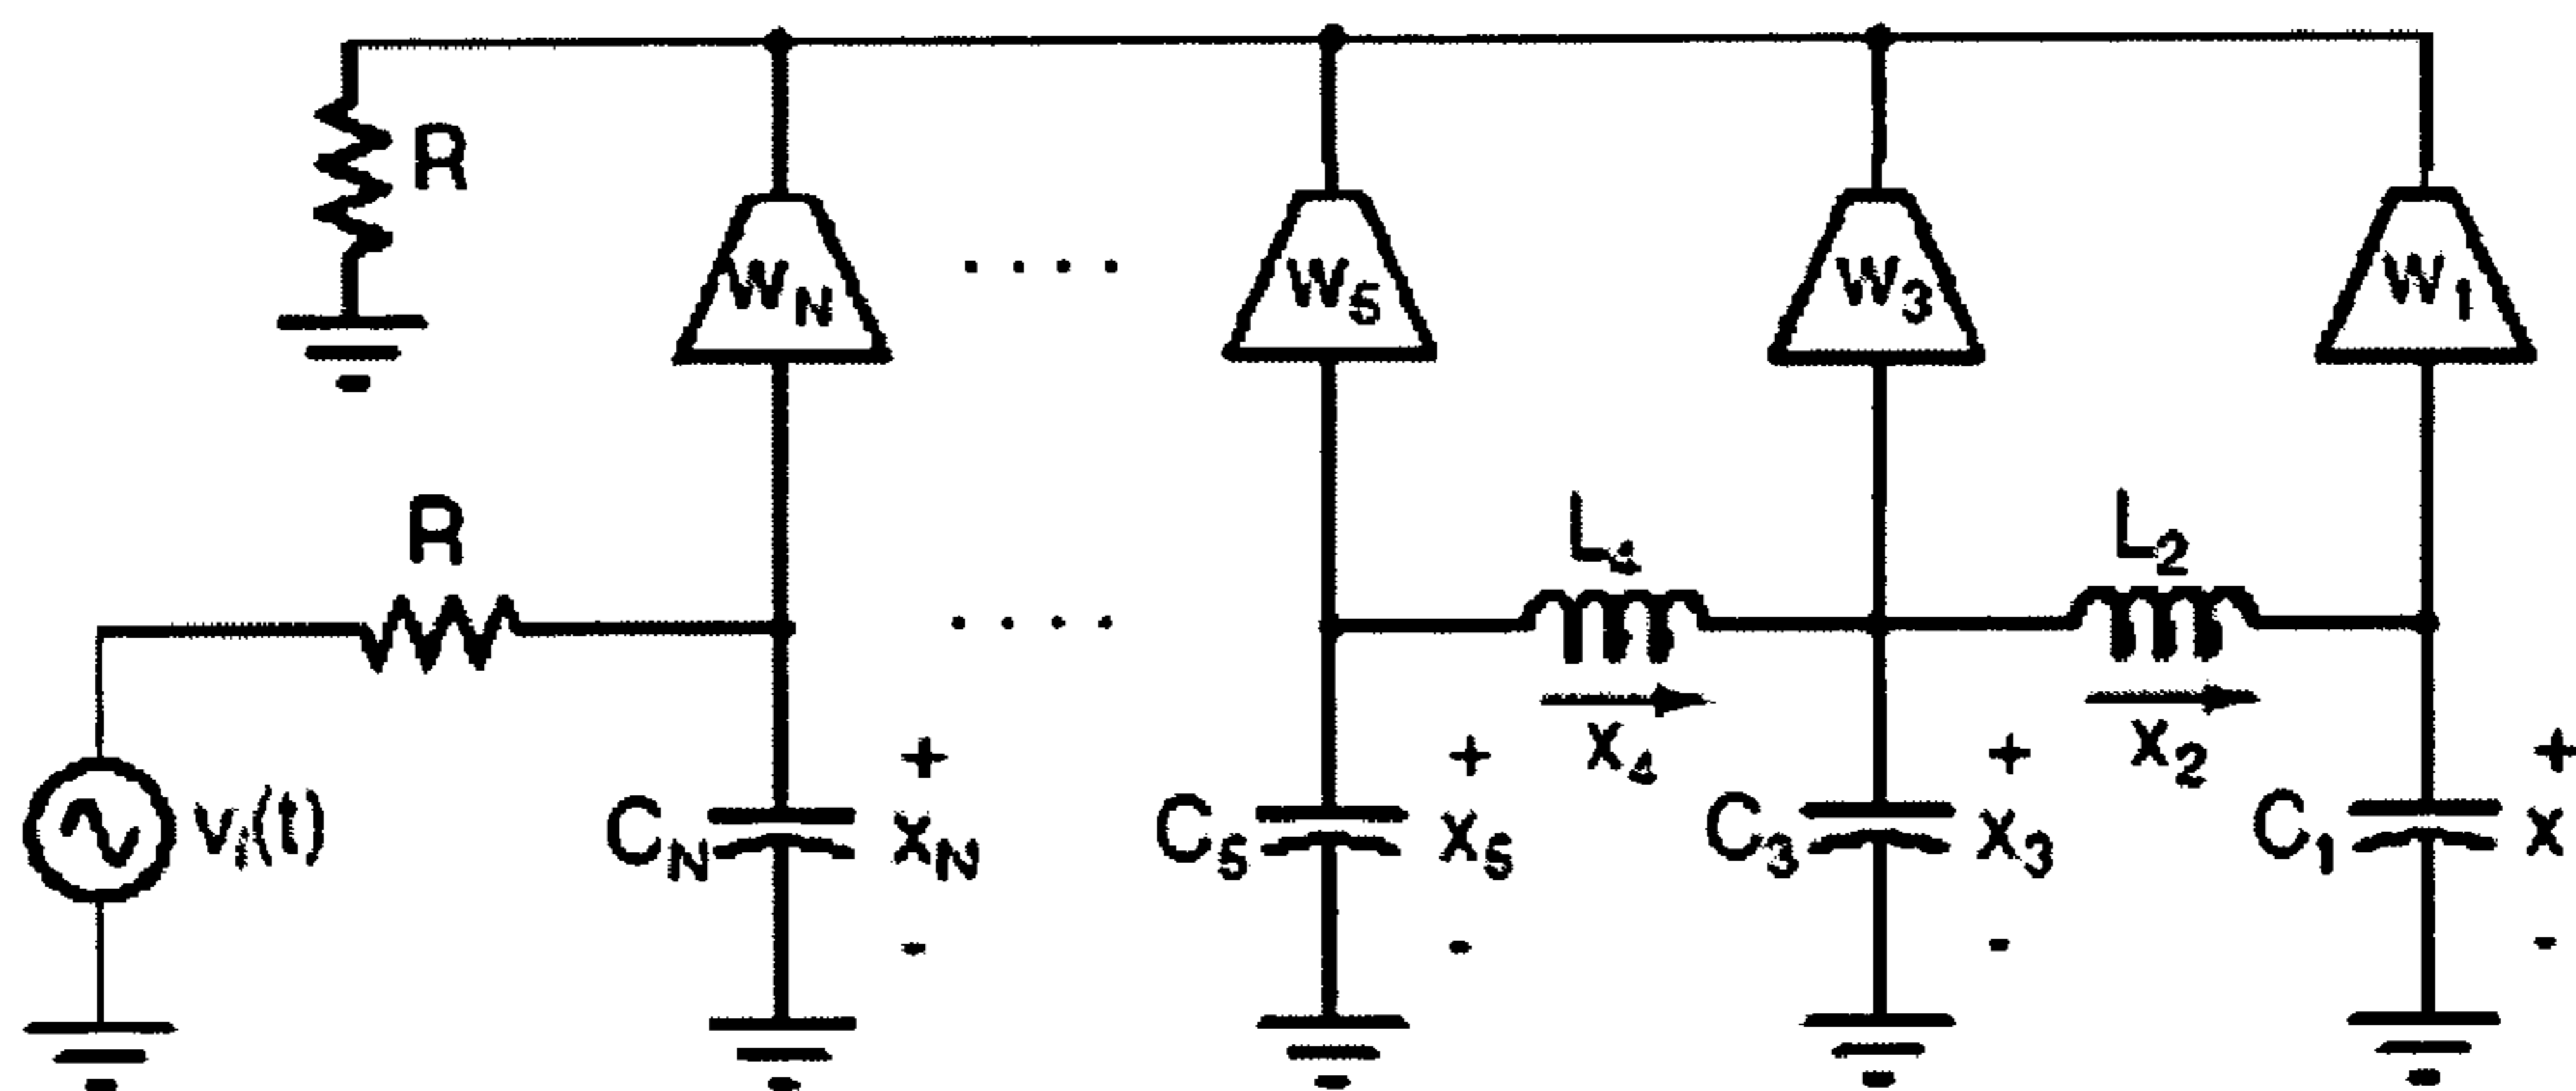 R
W_N
....
W_5
W_3
W_1
R
....
L_4
L_2
x_4
x_2
v_i(t)
C_N
+
x_N
-
C_5
+
x_5
-
C_3
+
x_3
-
C_1
+
x
-